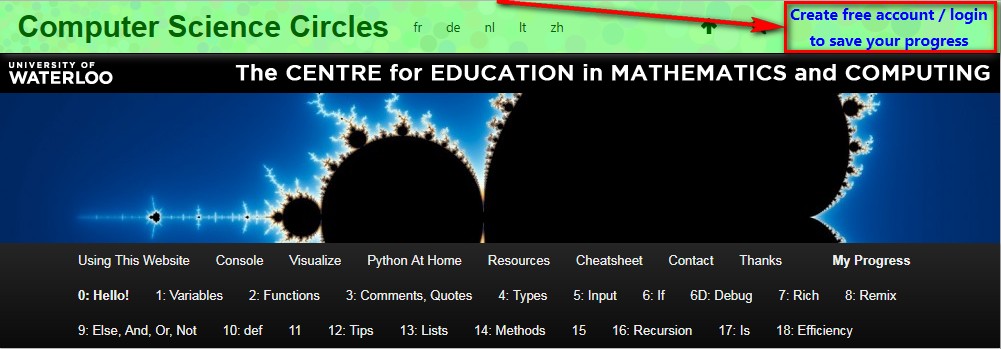 Computer Science Circles fr de nl lt zh
Create free account / login
to save your progress
UNIVERSITY OF
WATERLOO
The CENTRE for EDUCATION in MATHEMATICS and COMPUTING
Using This Website Console Visualize Python At Home Resources Cheatsheet Contact Thanks My Progress
0: Hello! 1: Variables 2: Functions 3: Comments, Quotes 4: Types 5: Input 6: If 6D: Debug 7: Rich 8: Remix
9: Else, And, Or, Not 10: def 11 12: Tips 13: Lists 14: Methods 15 16: Recursion 17: Is 18: Efficiency